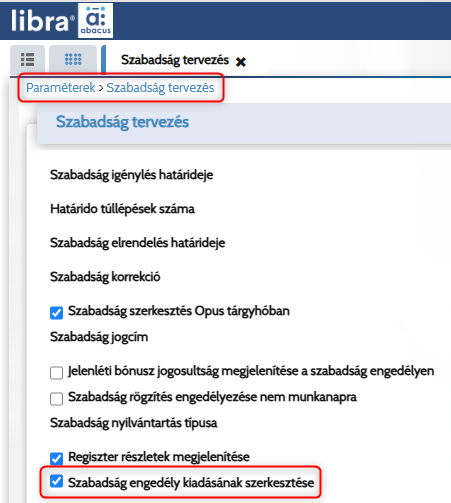 libra® a:
abacus
Szabadság tervezés ✖
Paraméterek > Szabadság tervezés
Szabadság tervezés
Szabadság igénylés határideje
Határido túllépések száma
Szabadság elrendelés határideje
Szabadság korrekció
Szabadság szerkesztés Opus tárgyhóban
Szabadság jogcím
Jelenléti bónusz jogosultság megjelenítése a szabadság engedélyen
Szabadság rögzítés engedélyezése nem munkanapra
Szabadság nyilvántartás típusa
Regiszter részletek megjelenítése
Szabadság engedély kiadásának szerkesztése